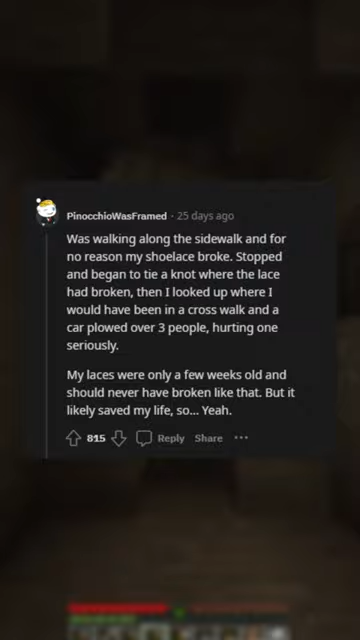 PinocchioWasFramed · 25 days ago
Was walking along the sidewalk and for
no reason my shoelace broke. Stopped
and began to tie a knot where the lace
had broken, then I looked up where I
would have been in a cross walk and a
car plowed over 3 people, hurting one
seriously.
My laces were only a few weeks old and
should never have broken like that. But it
likely saved my life, so... Yeah.
815 Reply Share